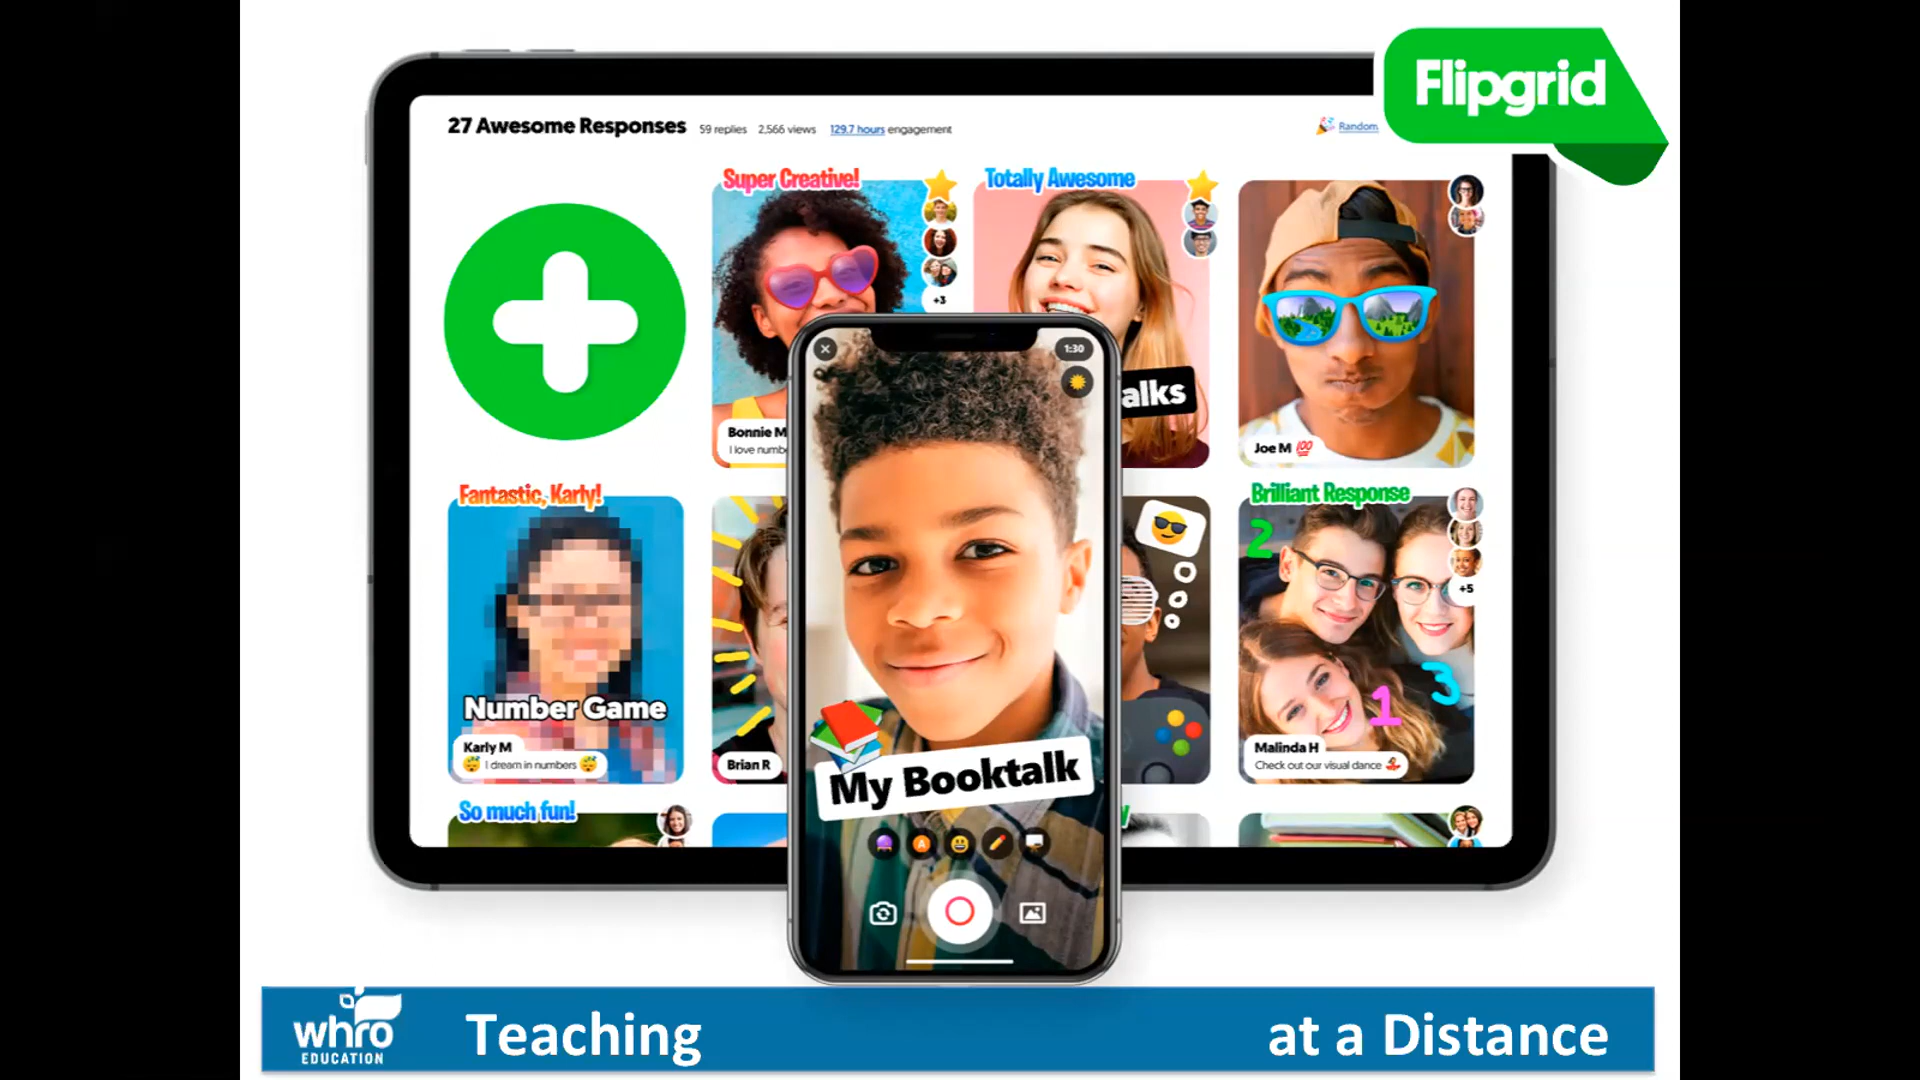 Flipgrid
27 Awesome Responses 59 replies 2,566 views 129.7 hours engagement
Random
Super Creative!
Totally Awesome
+3
1:30
alks
Bonnie M
I love numb
Joe M 💯
Fantastic, Karly!
Brilliant Response
2
+5
1
3
Number Game
Karly M
😴 I dream in numbers 😴
Brian R
My Booktalk
Malinda H
Check out our visual dance 💃
So much fun!
A
whro
EDUCATION
Teaching at a Distance